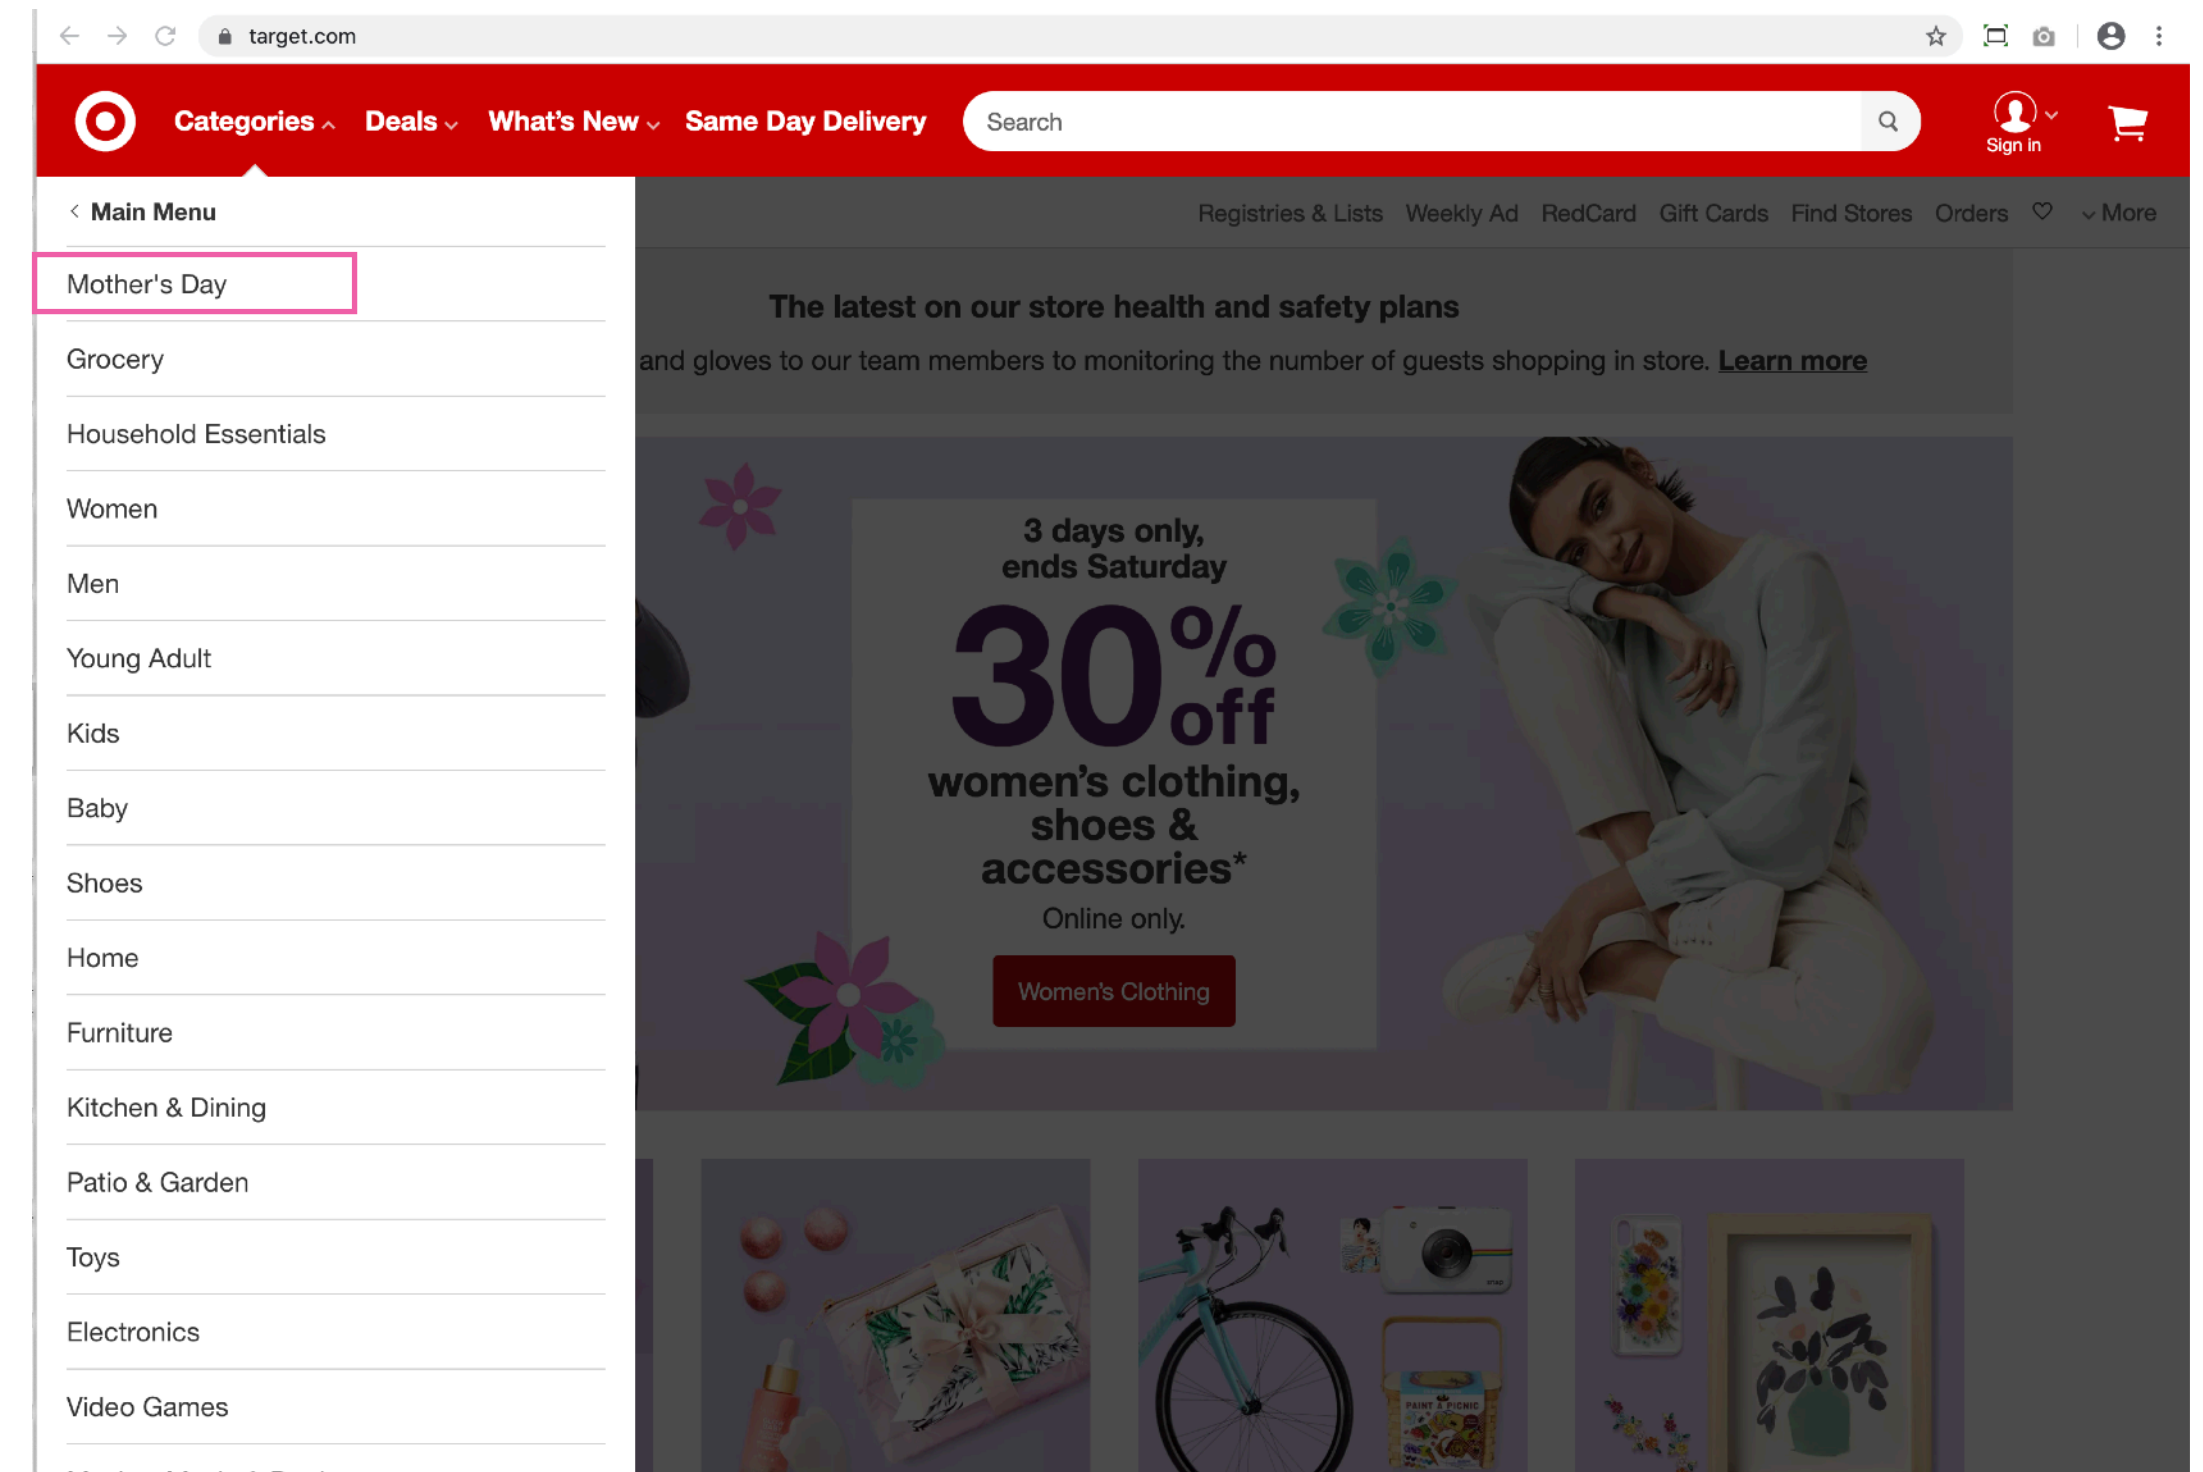 target.com
Categories Deals What's New Same Day Delivery Search Sign in
Main Menu
Registries & Lists Weekly Ad RedCard Gift Cards Find Stores Orders More
Mother's Day
The latest on our store health and safety plans
Grocery
and gloves to our team members to monitoring the number of guests shopping in store. Learn more
Household Essentials
Women
Men
Young Adult
Kids
Baby
Shoes
Home
Furniture
Kitchen & Dining
Patio & Garden
Toys
Electronics
Video Games
3 days only,
ends Saturday
30% off
women's clothing,
shoes &
accessories*
Online only.
Women's Clothing
PAINT A PICNIC